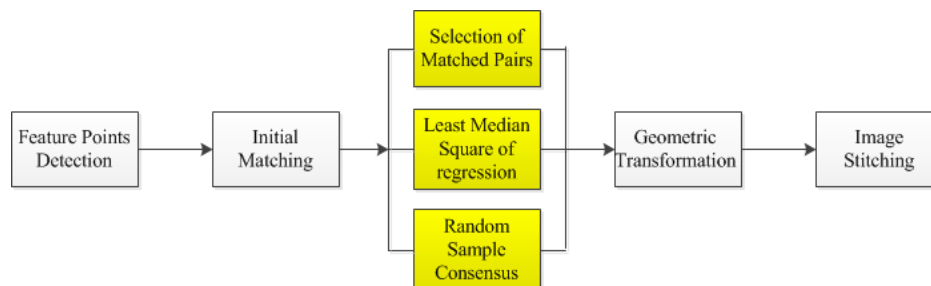 Feature Points
Detection
Initial
Matching
Selection of
Matched Pairs
Least Median
Square of
regression
Random
Sample
Consensus
Geometric
Transformation
Image
Stitching